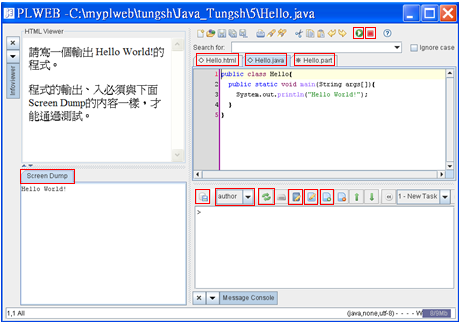 PLWEB -C:\myplweb\tungsh\Java_Tungsh\5\Hello.java
HTML Viewer
Infoviewer
請寫一個輸出 Hello World!的
程式。
程式的輸出、入必須與下面
Screen Dump的內容一樣，才
能通過測試。
Screen Dump
Hello World!
Search for:
Ignore case
Hello.html
Hello.java
Hello.part
1 public class Hello{
2 public static void main(String args[]){
3 System.out.println("Hello World!");
4 }
5 }
author
1 - New Task
>
Message Console
1,1 All
(java,none,utf-8) - - - - W
8/9Mb